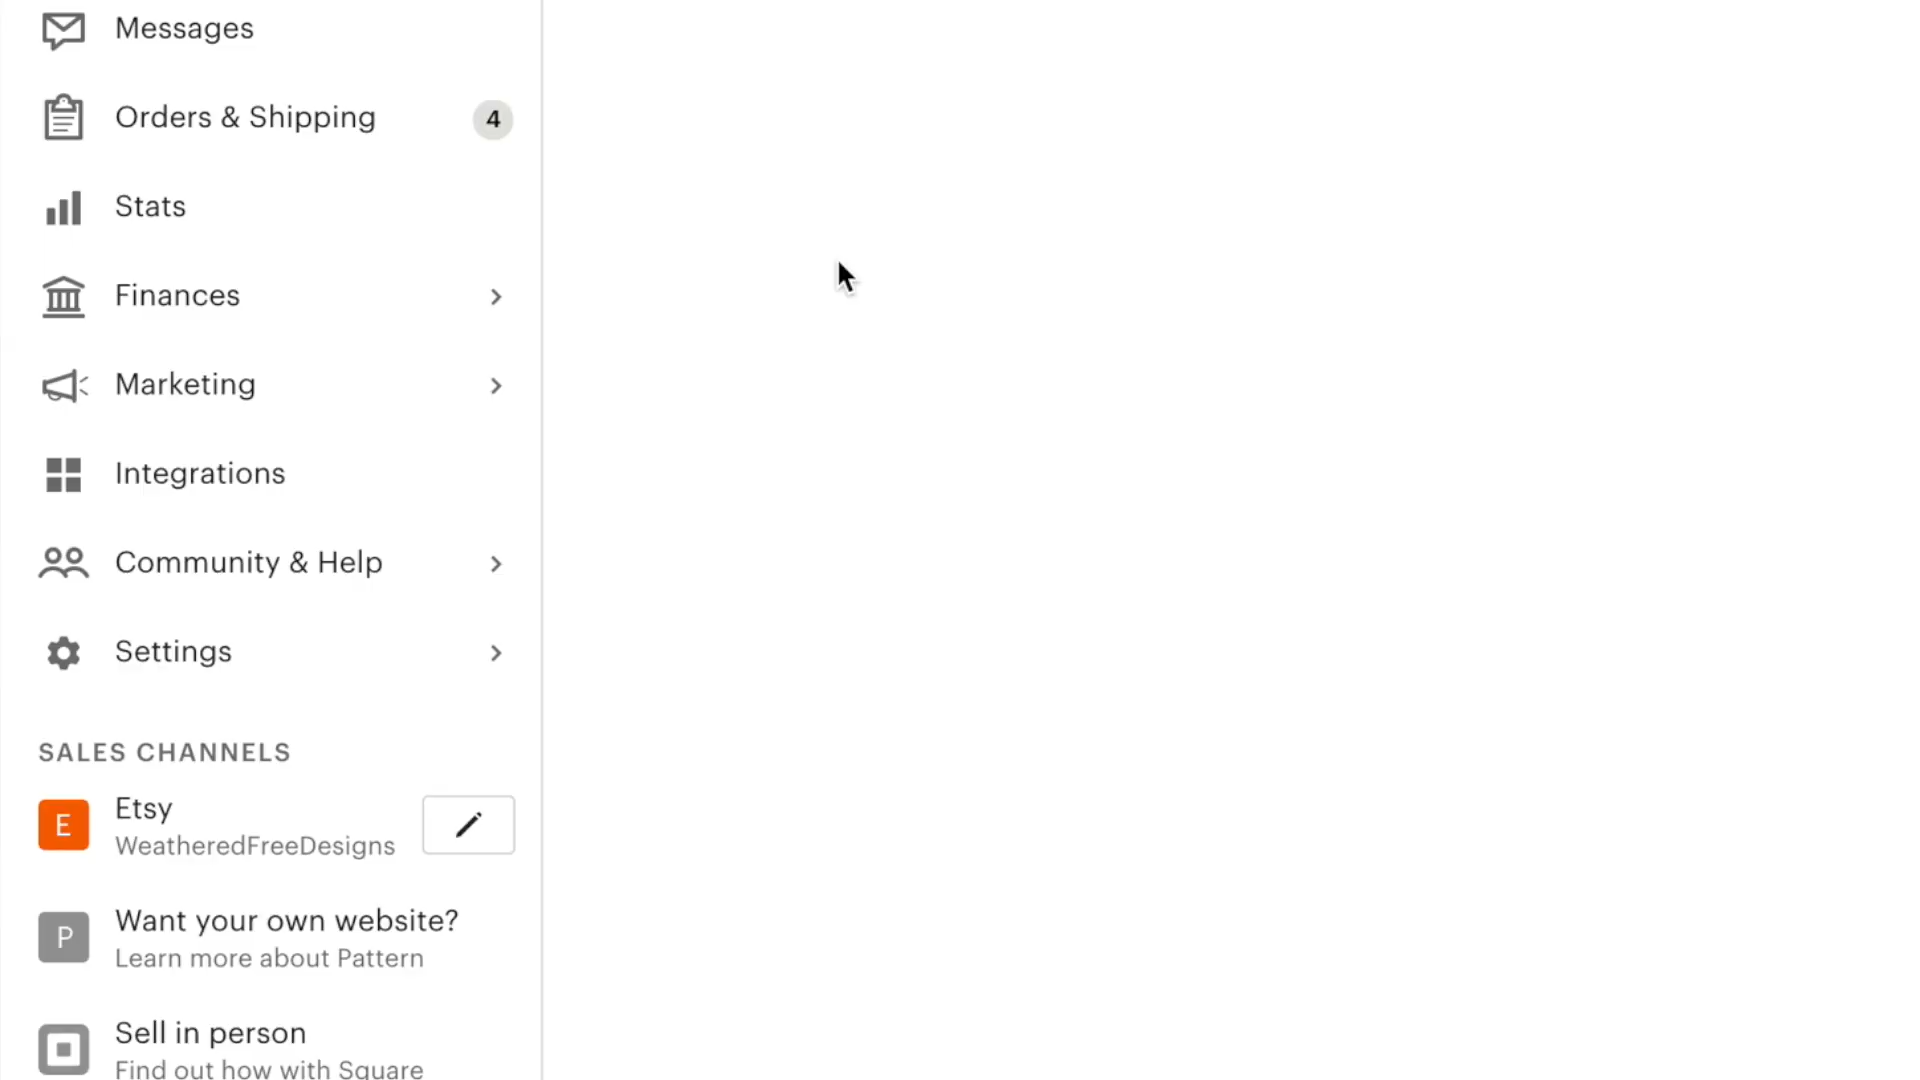 Messages
Orders & Shipping 4
Stats
Finances
Marketing
Integrations
Community & Help
Settings
SALES CHANNELS
E Etsy
WeatheredFreeDesigns
P Want your own website?
Learn more about Pattern
Sell in person
Find out how with Square